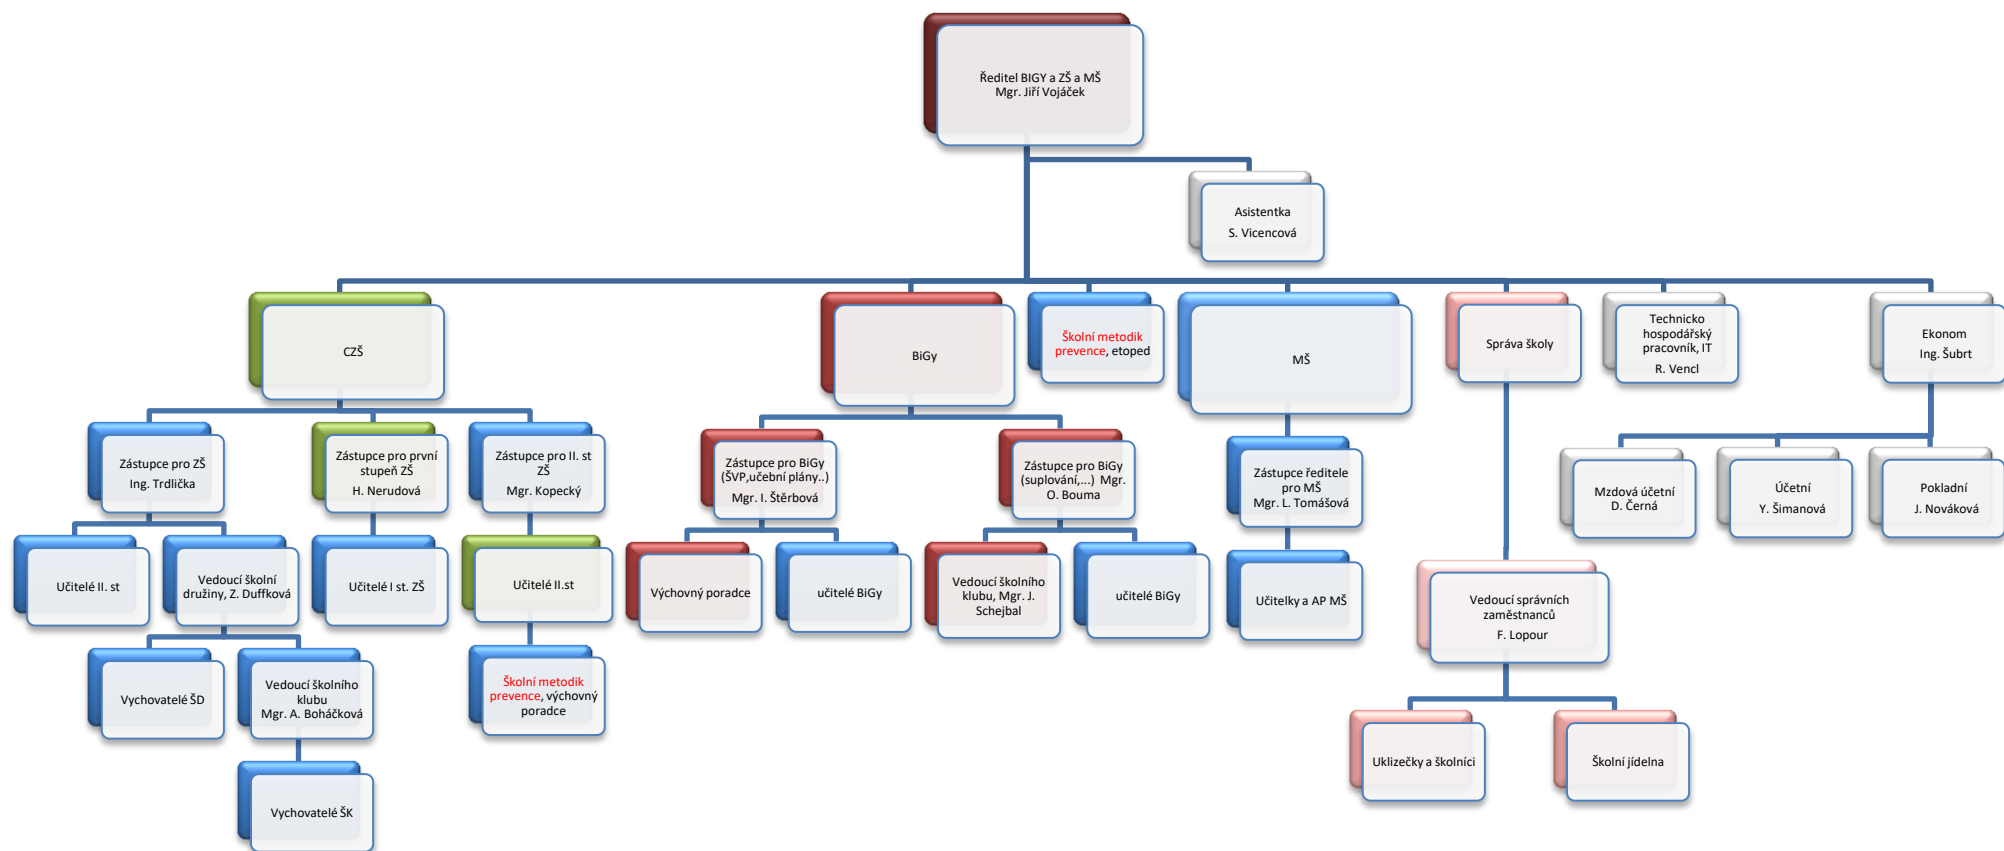 Ředitel BIGY a ZŠ a MŠ
Mgr. Jiří Vojáček
Asistentka
S. Vicencová
CZŠ
BiGy
Školní metodik
prevence, etoped
MŠ
Správa školy
Technicko
hospodářský
pracovník, IT
R. Vencl
Ekonom
Ing. Šubrt
Zástupce pro ZŠ
Ing. Trdlička
Zástupce pro první
stupeň ZŠ
H. Nerudová
Zástupce pro II. st
ZŠ
Mgr. Kopecký
Zástupce pro BiGy
(ŠVP,učební plány..)
Mgr. I. Štěrbová
Zástupce pro BiGy
(suplování,...) Mgr.
O. Bouma
Zástupce ředitele
pro MŠ
Mgr. L. Tomášová
Mzdová účetní
D. Černá
Účetní
Y. Šimanová
Pokladní
J. Nováková
Učitelé II. st
Vedoucí školní
družiny, Z. Duffková
Učitelé I st. ZŠ
Učitelé II.st
Výchovný poradce
učitelé BiGy
Vedoucí školního
klubu, Mgr. J.
Schejbal
učitelé BiGy
Učitelky a AP MŠ
Vedoucí správních
zaměstnanců
F. Lopour
Vychovatelé ŠD
Vedoucí školního
klubu
Mgr. A. Boháčková
Školní metodik
prevence, výchovný
poradce
Uklizečky a školníci
Školní jídelna
Vychovatelé ŠK